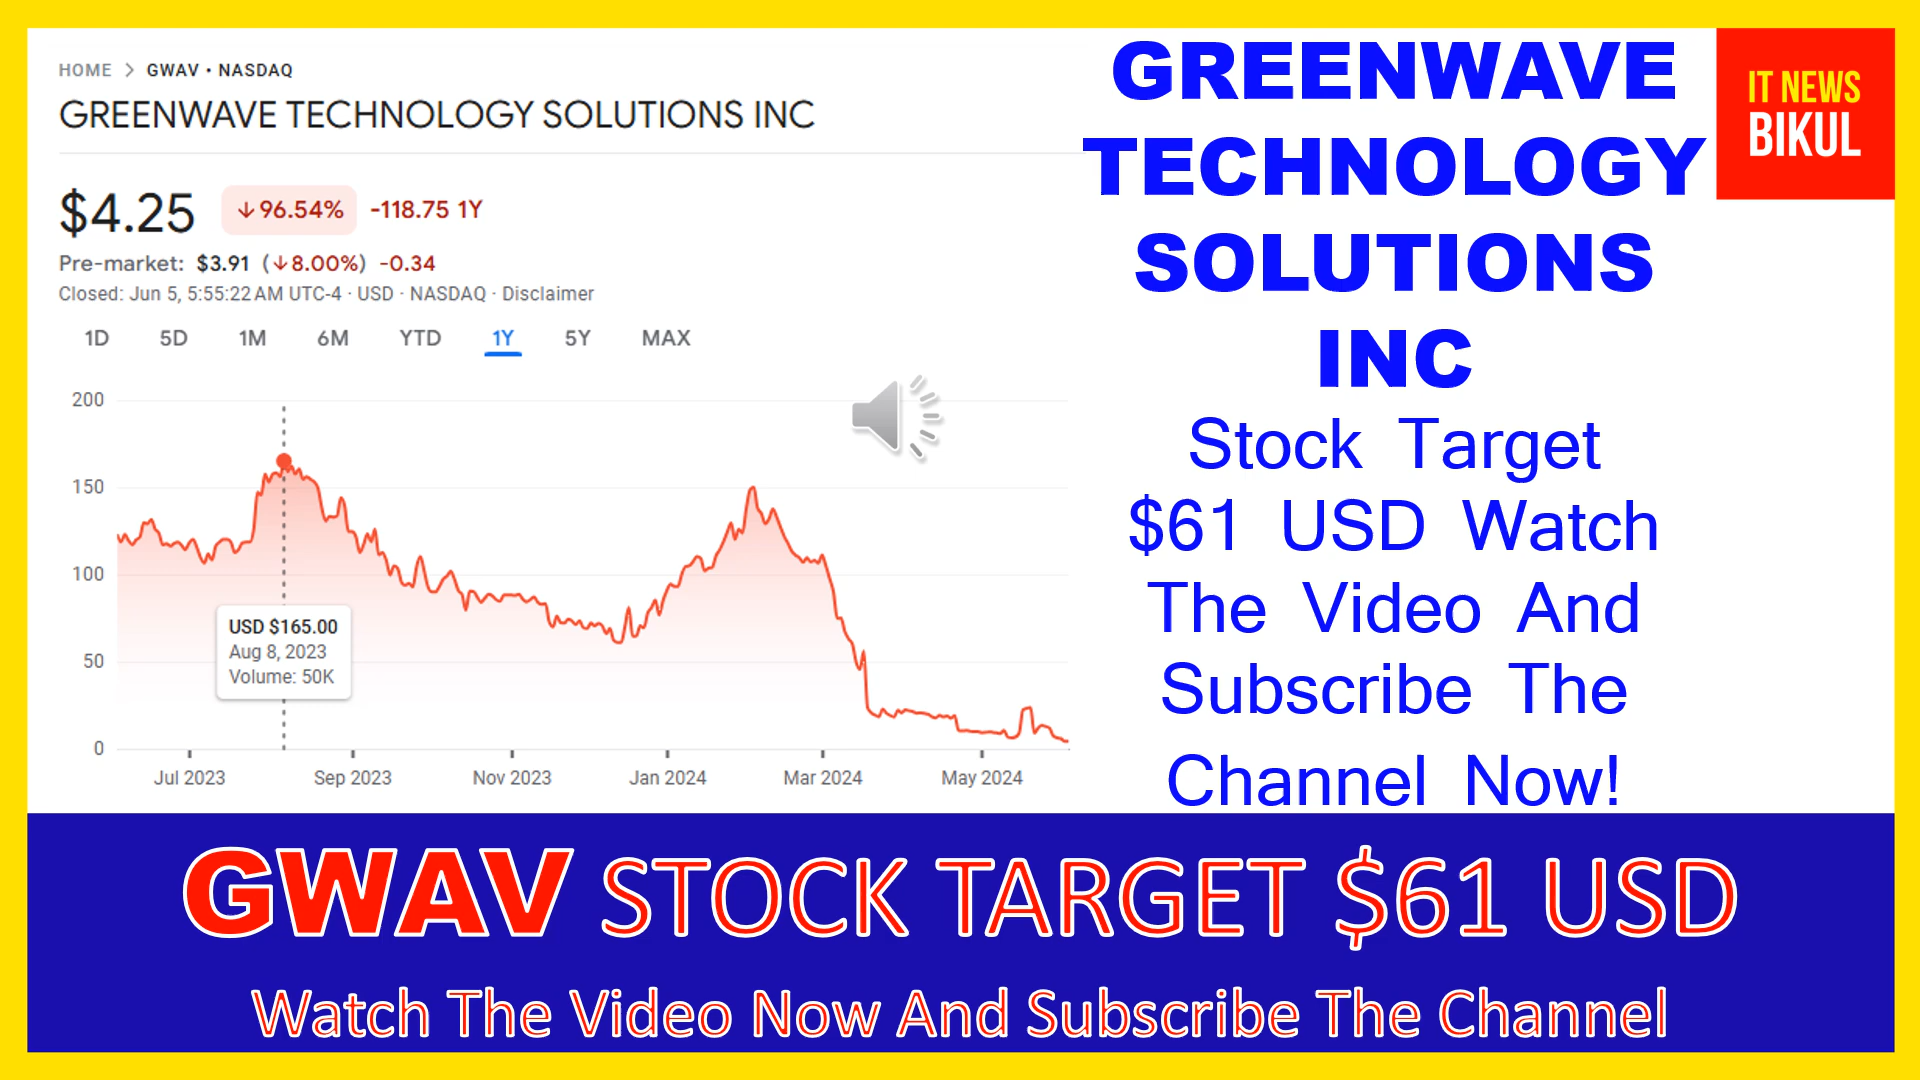 HOME > GWAV • NASDAQ
GREENWAVE TECHNOLOGY SOLUTIONS INC
$4.25 ↓96.54% -118.75 1Y
Pre-market: $3.91 (↓8.00%) -0.34
Closed: Jun 5, 5:55:22 AM UTC-4 · USD · NASDAQ · Disclaimer
1D 5D 1M 6M YTD 1Y 5Y MAX
200
150
100
50
0
USD $165.00
Aug 8, 2023
Volume: 50K
Jul 2023 Sep 2023 Nov 2023 Jan 2024 Mar 2024 May 2024
GREENWAVE
TECHNOLOGY
SOLUTIONS
INC
Stock Target
$61 USD Watch
The Video And
Subscribe The
Channel Now!
IT NEWS
BIKUL
GWAV STOCK TARGET $61 USD
Watch The Video Now And Subscribe The Channel